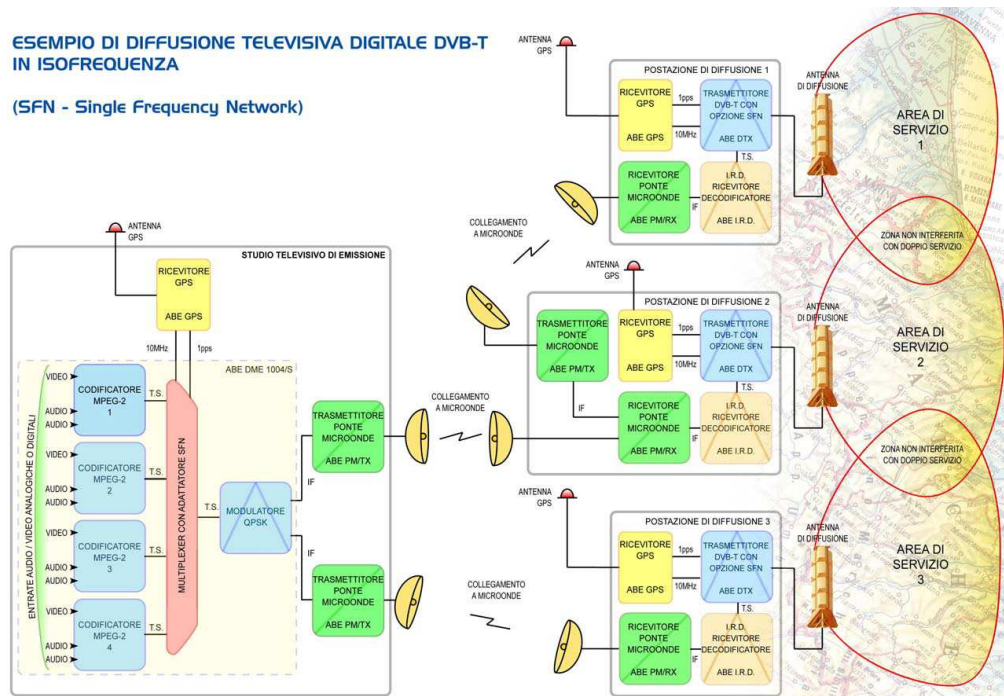 ESEMPIO DI DIFFUSIONE TELEVISIVA DIGITALE DVB-T
IN ISOFREQUENZA
(SFN - Single Frequency Network)
ANTENNA
GPS
POSTAZIONE DI DIFFUSIONE 1
RICEVITORE
GPS
ABE GPS
1pps
10MHz
TRASMETTITORE
DVB-T CON
OPZIONE SFN
ABE DTX
T.S.
RICEVITORE
PONTE
MICROONDE
ABE PM/RX
IF
I.R.D.
RICEVITORE
DECODIFICATORE
ABE I.R.D.
ANTENNA
DI DIFFUSIONE
AREA DI
SERVIZIO
1
COLLEGAMENTO
A MICROONDE
ZONA NON INTERFERITA
CON DOPPIO SERVIZIO
ANTENNA
GPS
STUDIO TELEVISIVO DI EMISSIONE
RICEVITORE
GPS
ABE GPS
10MHz
1pps
ABE DME 1004/S
ENTRATE AUDIO / VIDEO ANALOGICHE O DIGITALI
VIDEO
AUDIO
AUDIO
CODIFICATORE
MPEG-2
1
T.S.
VIDEO
AUDIO
AUDIO
CODIFICATORE
MPEG-2
2
T.S.
VIDEO
AUDIO
AUDIO
CODIFICATORE
MPEG-2
3
T.S.
VIDEO
AUDIO
AUDIO
CODIFICATORE
MPEG-2
4
T.S.
MULTIPLEXER CON ADATTATORE SFN
T.S.
MODULATORE
QPSK
IF
IF
TRASMETTITORE
PONTE
MICROONDE
ABE PM/TX
TRASMETTITORE
PONTE
MICROONDE
ABE PM/TX
COLLEGAMENTO
A MICROONDE
COLLEGAMENTO
A MICROONDE
ANTENNA
GPS
POSTAZIONE DI DIFFUSIONE 2
TRASMETTITORE
PONTE
MICROONDE
ABE PM/TX
RICEVITORE
GPS
ABE GPS
1pps
10MHz
TRASMETTITORE
DVB-T CON
OPZIONE SFN
ABE DTX
T.S.
IF
RICEVITORE
PONTE
MICROONDE
ABE PM/RX
IF
I.R.D.
RICEVITORE
DECODIFICATORE
ABE I.R.D.
ANTENNA
DI DIFFUSIONE
AREA DI
SERVIZIO
2
ZONA NON INTERFERITA
CON DOPPIO SERVIZIO
ANTENNA
GPS
POSTAZIONE DI DIFFUSIONE 3
RICEVITORE
GPS
ABE GPS
1pps
10MHz
TRASMETTITORE
DVB-T CON
OPZIONE SFN
ABE DTX
T.S.
RICEVITORE
PONTE
MICROONDE
ABE PM/RX
IF
I.R.D.
RICEVITORE
DECODIFICATORE
ABE I.R.D.
ANTENNA
DI DIFFUSIONE
AREA DI
SERVIZIO
3